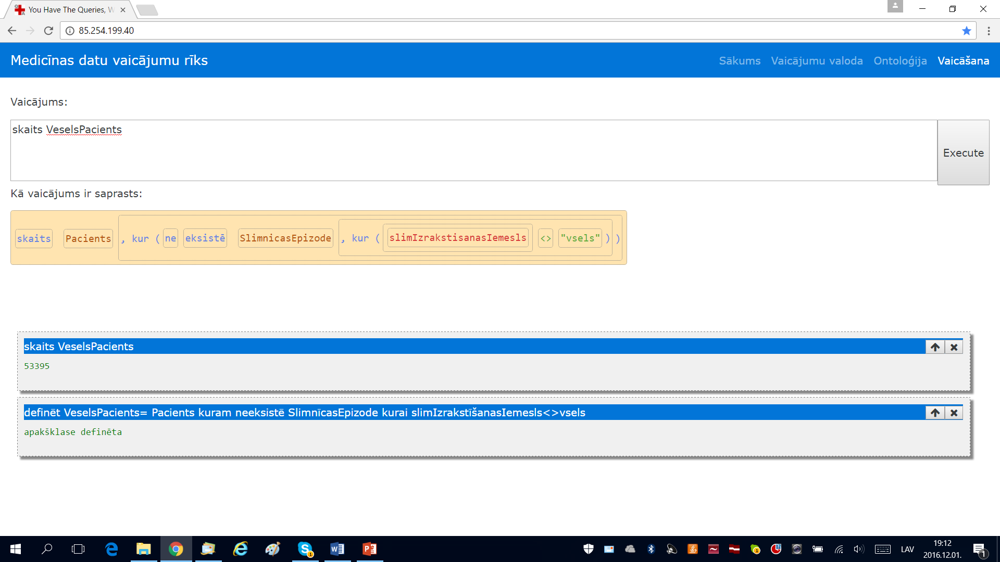 You Have The Queries, W
85.254.199.40
Medicīnas datu vaicājumu rīks
Sākums Vaicājumu valoda Ontoloģija Vaicāšana
Vaicājums:
skaits VeselsPacients
Execute
Kā vaicājums ir saprasts:
skaits Pacients , kur ( ne eksistē SlimnicasEpizode , kur ( slimIzrakstisanasIemesls <> "vsels" ) )
skaits VeselsPacients
53395
definēt VeselsPacients= Pacients kuram neeksistē SlimnīcasEpizode kurai slimIzrakstīšanasIemesls<>vsels
apakšklase definēta
LAV
19:12
2016.12.01.
1